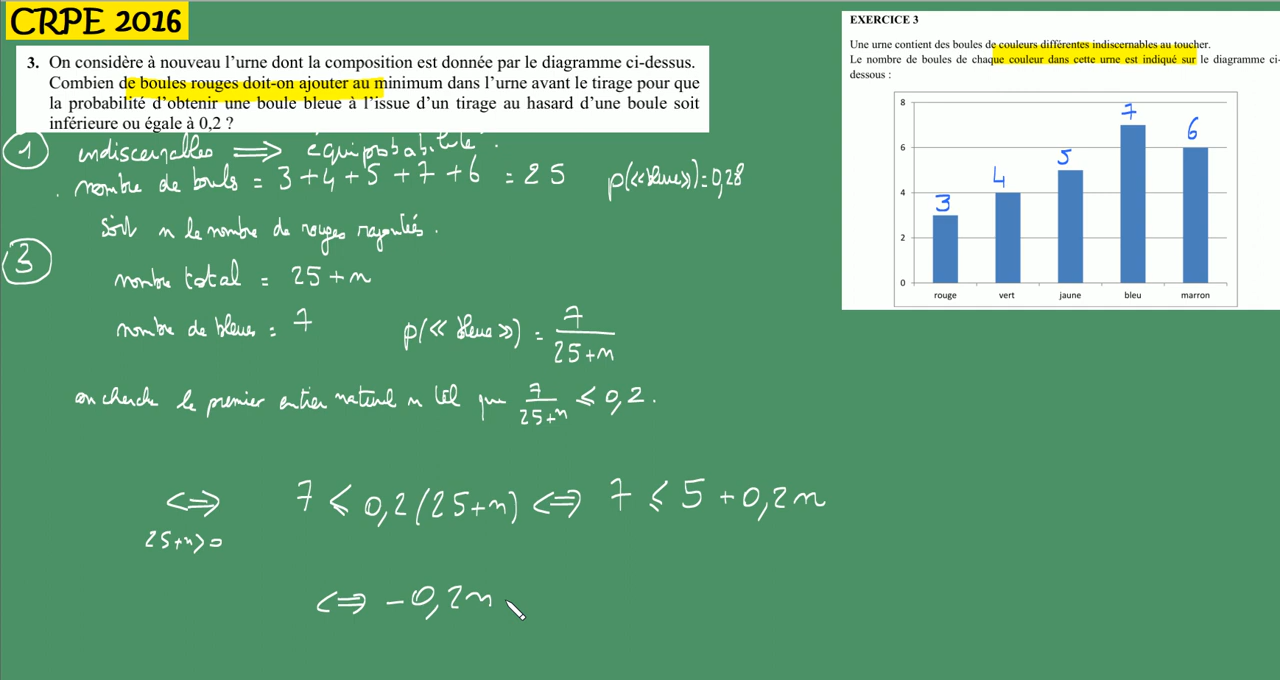 CRPE 2016
3. On considère à nouveau l'urne dont la composition est donnée par le diagramme ci-dessus.
Combien de boules rouges doit-on ajouter au minimum dans l'urne avant le tirage pour que
la probabilité d'obtenir une boule bleue à l'issue d'un tirage au hasard d'une boule soit
inférieure ou égale à 0,2 ?
① indiscernables ⟹ équiprobabilité.
. nombre de bouls = 3 + 4 + 5 + 7 + 6 = 25 p(«bleue») = 0,28
soit n le nombre de rouges rajoutés.
③
nombre total = 25 + n
nombre de bleues = 7 p(« bleue ») = 7/(25+n)
on cherche le premier entier naturel n tel que 7/(25+n) ⩽ 0,2.
⟺ 7 ⩽ 0,2(25+n) ⟺ 7 ⩽ 5 + 0,2n
25+n>0
⟺ -0,2n
EXERCICE 3
Une urne contient des boules de couleurs différentes indiscernables au toucher.
Le nombre de boules de chaque couleur dans cette urne est indiqué sur le diagramme ci-
dessous :
8
6
4
2
0
3 4 5 7 6
rouge vert jaune bleu marron